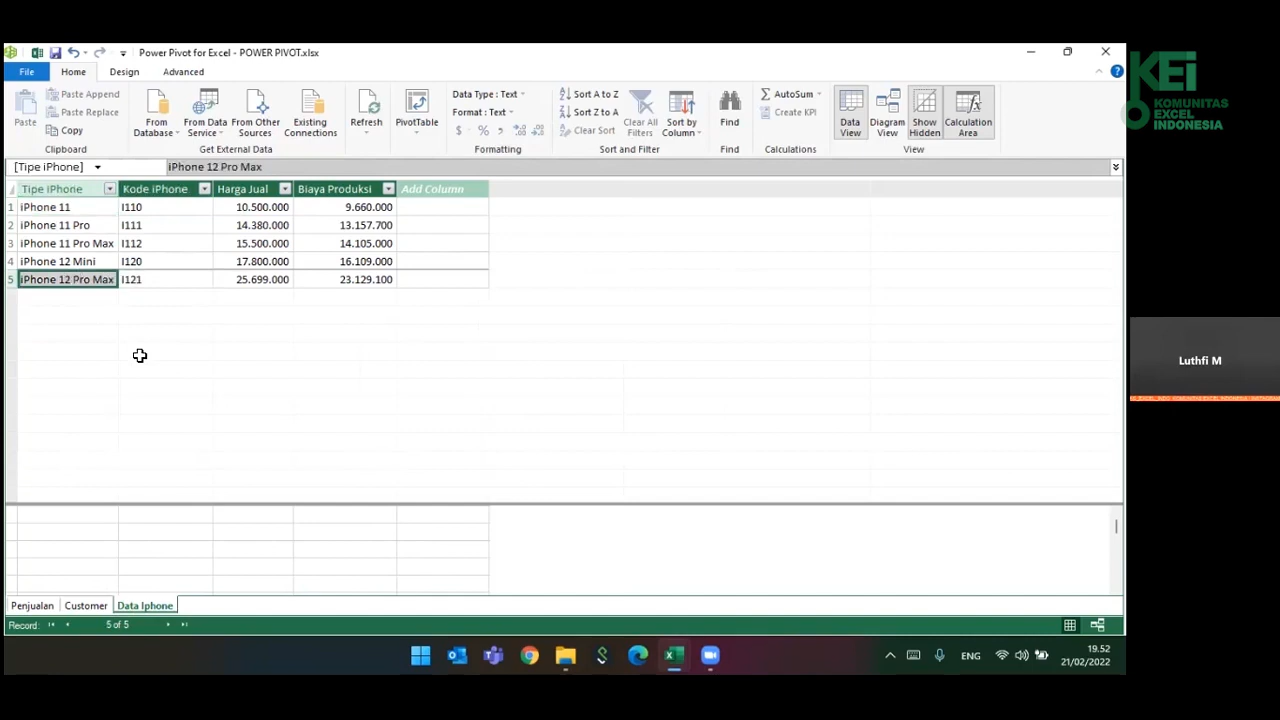 Power Pivot for Excel - POWER PIVOT.xlsx
File Home Design Advanced
Paste
Paste Append
Paste Replace
Copy
Clipboard
From Database
From Data Service
From Other Sources
Existing Connections
Get External Data
Refresh
PivotTable
Data Type : Text
Format : Text
$ % ,
Formatting
Sort A to Z
Sort Z to A
Clear Sort
Clear All Filters
Sort by Column
Sort and Filter
Find
Find
AutoSum
Create KPI
Calculations
Data View
Diagram View
Show Hidden
Calculation Area
View
KEi
KOMUNITAS
EXCEL
INDONESIA
[Tipe iPhone] iPhone 12 Pro Max
Tipe iPhone Kode iPhone Harga Jual Biaya Produksi Add Column
1 iPhone 11 I110 10.500.000 9.660.000
2 iPhone 11 Pro I111 14.380.000 13.157.700
3 iPhone 11 Pro Max I112 15.500.000 14.105.000
4 iPhone 12 Mini I120 17.800.000 16.109.000
5 iPhone 12 Pro Max I121 25.699.000 23.129.100
Luthfi M
Penjualan Customer Data Iphone
Record: 5 of 5
ENG
19.52
21/02/2022